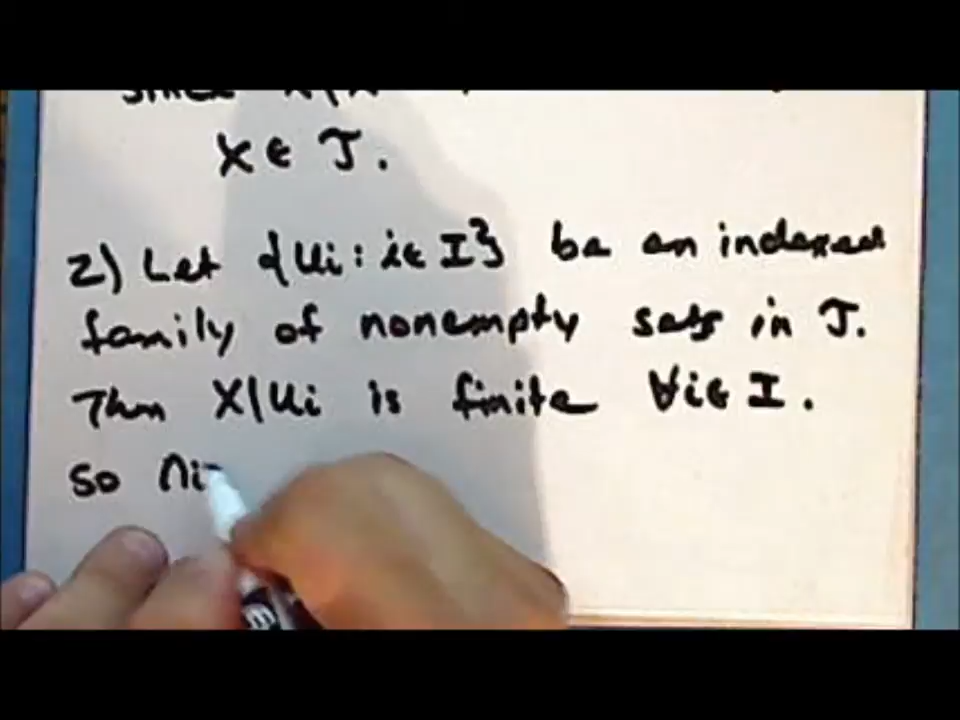 X ∈ T.
2) Let {Ui : i∈ I} be an indexed
family of nonempty sets in T.
Then X\Ui is finite ∀i∈ I.
so ∩i